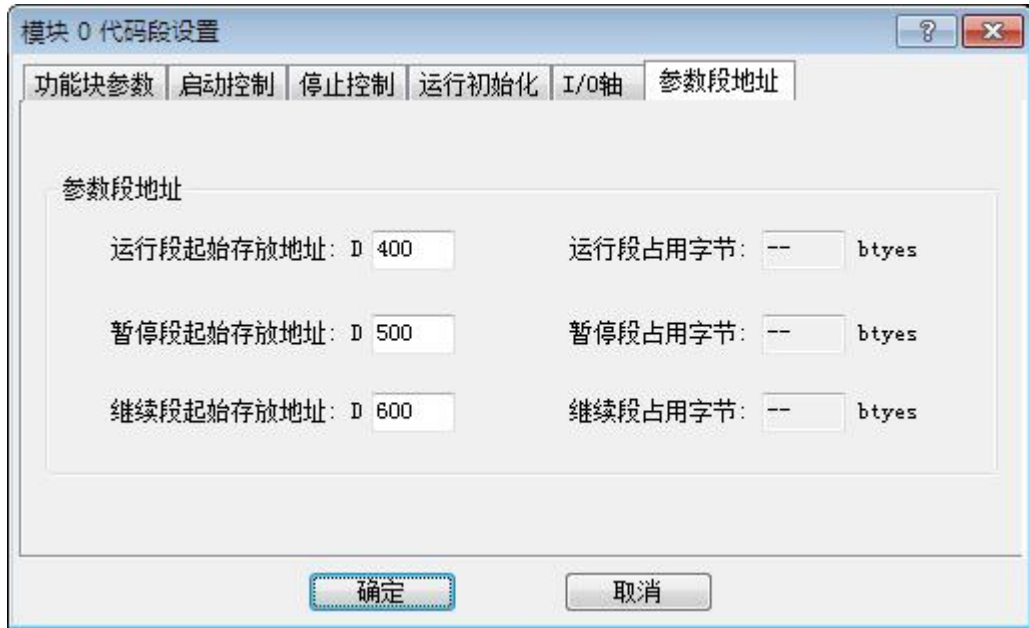 模块 0 代码段设置
功能块参数 启动控制 停止控制 运行初始化 I/O轴 参数段地址
参数段地址
运行段起始存放地址: D 400 运行段占用字节: -- btyes
暂停段起始存放地址: D 500 暂停段占用字节: -- btyes
继续段起始存放地址: D 600 继续段占用字节: -- btyes
确定 取消